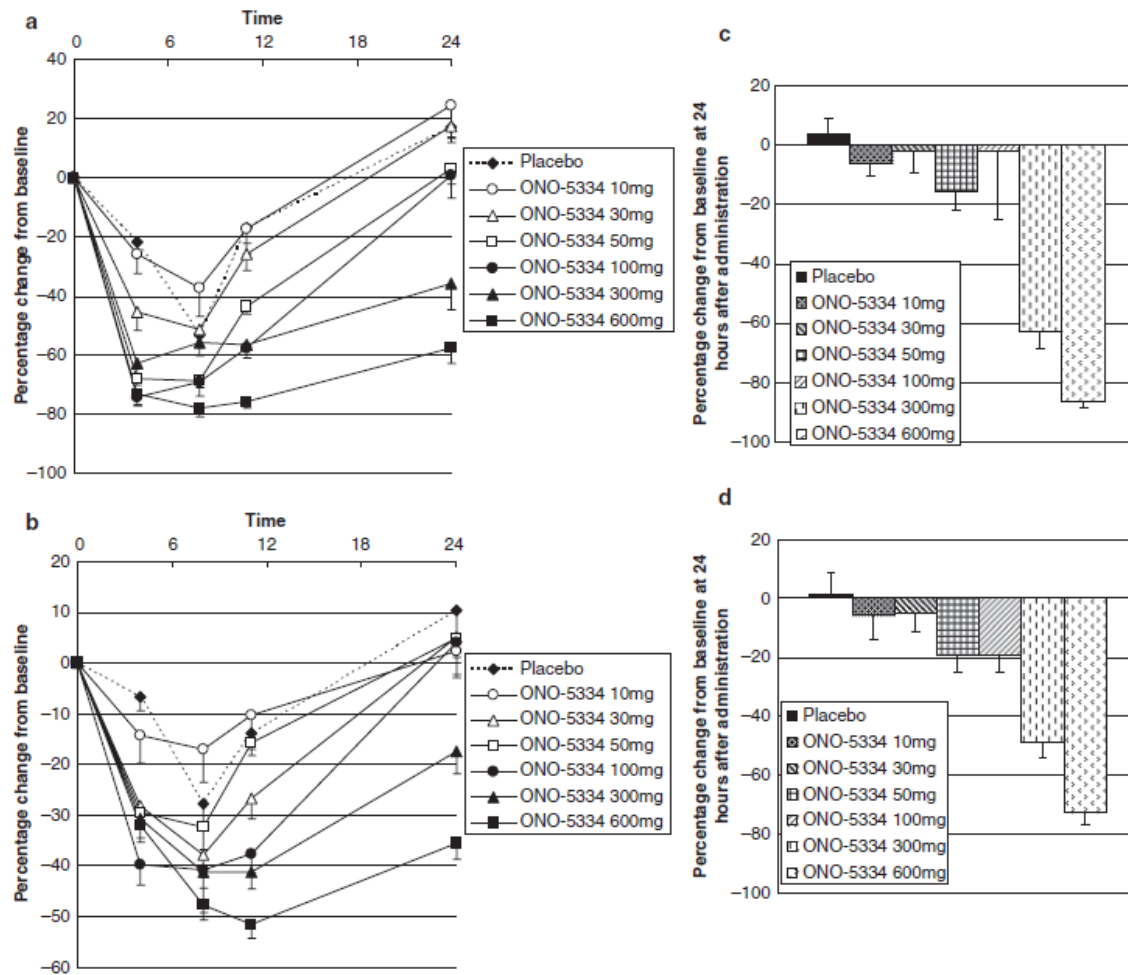 a
Time
0 6 12 18 24
40
20
0
–20
–40
–60
–80
–100
Percentage change from baseline
Placebo
ONO-5334 10mg
ONO-5334 30mg
ONO-5334 50mg
ONO-5334 100mg
ONO-5334 300mg
ONO-5334 600mg
c
20
0
–20
–40
–60
–80
–100
Percentage change from baseline at 24
hours after administration
Placebo
ONO-5334 10mg
ONO-5334 30mg
ONO-5334 50mg
ONO-5334 100mg
ONO-5334 300mg
ONO-5334 600mg
b
Time
0 6 12 18 24
20
10
0
–10
–20
–30
–40
–50
–60
Percentage change from baseline
Placebo
ONO-5334 10mg
ONO-5334 30mg
ONO-5334 50mg
ONO-5334 100mg
ONO-5334 300mg
ONO-5334 600mg
d
20
0
–20
–40
–60
–80
–100
Percentage change from baseline at 24
hours after administration
Placebo
ONO-5334 10mg
ONO-5334 30mg
ONO-5334 50mg
ONO-5334 100mg
ONO-5334 300mg
ONO-5334 600mg